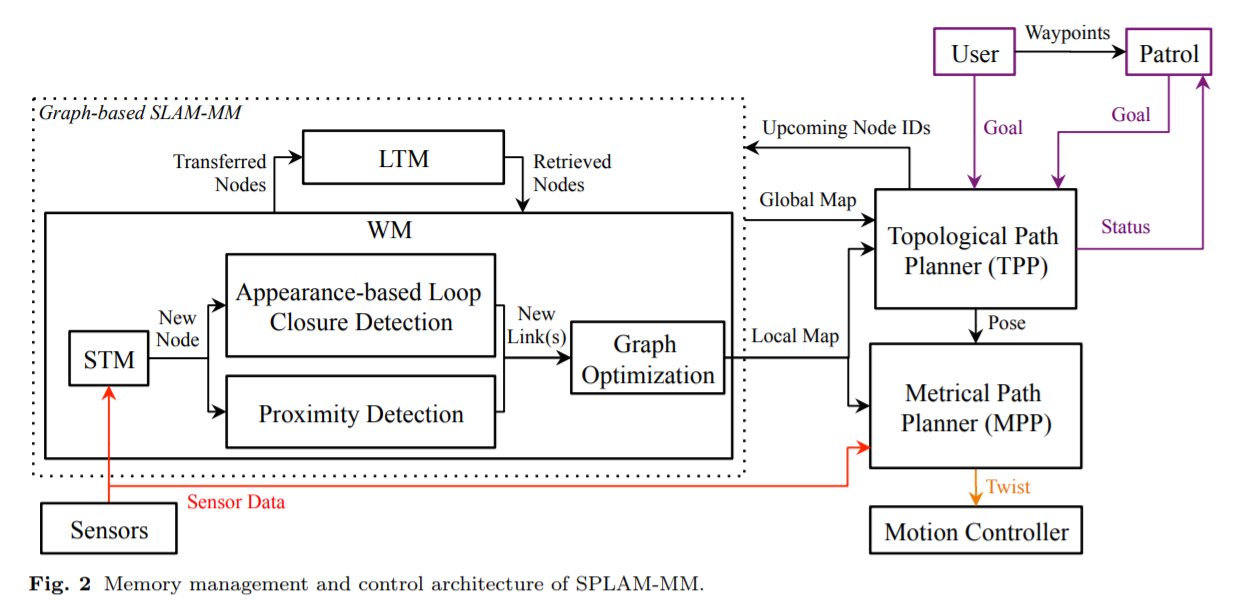 User
Waypoints
Patrol
Graph-based SLAM-MM
Goal
Goal
Upcoming Node IDs
Transferred
Nodes
LTM
Retrieved
Nodes
Global Map
WM
Topological Path
Planner (TPP)
Status
Appearance-based Loop
Closure Detection
New
Node
New
Link(s)
STM
Graph
Optimization
Local Map
Pose
Proximity Detection
Metrical Path
Planner (MPP)
Sensor Data
Twist
Sensors
Motion Controller
Fig. 2 Memory management and control architecture of SPLAM-MM.